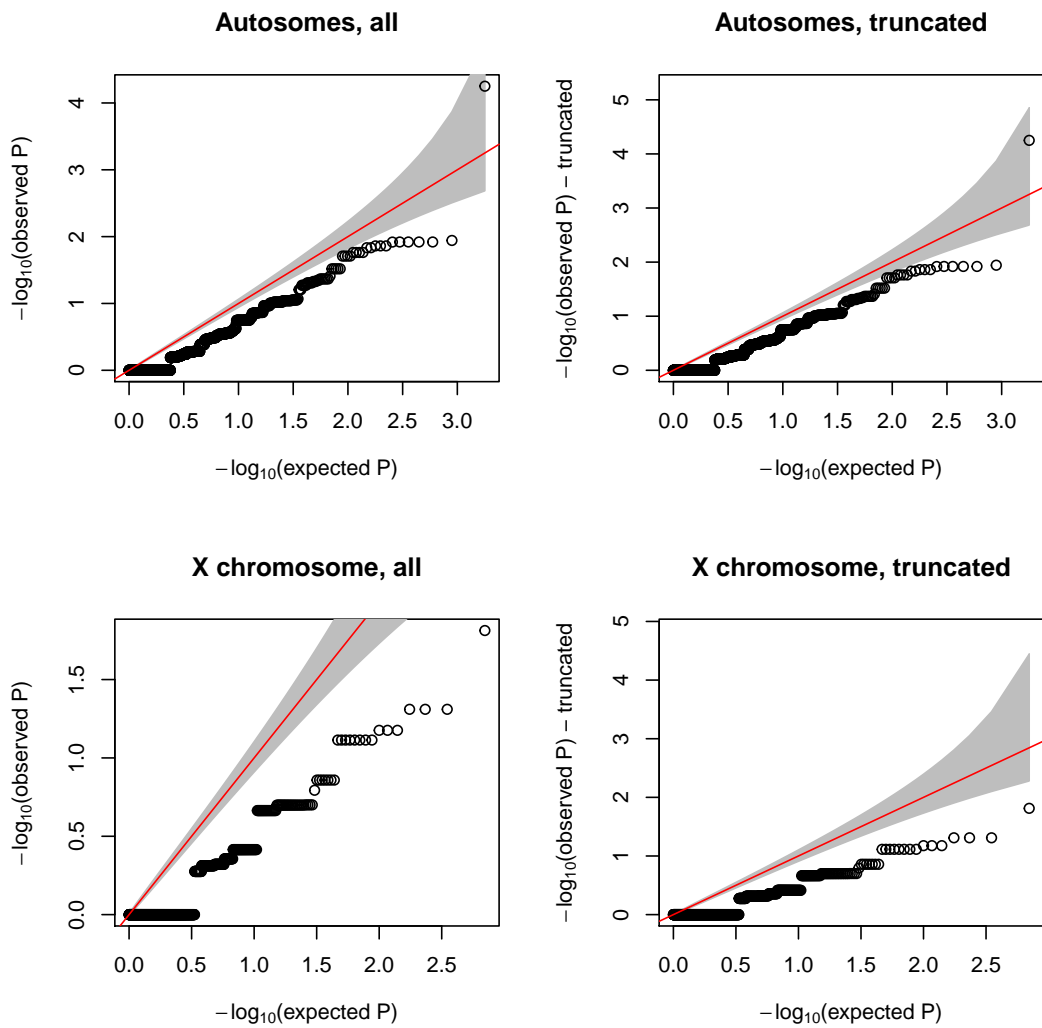 Autosomes, all
−log10(observed P)
4
3
2
1
0
0.0 0.5 1.0 1.5 2.0 2.5 3.0
−log10(expected P)
Autosomes, truncated
−log10(observed P) − truncated
5
4
3
2
1
0
0.0 0.5 1.0 1.5 2.0 2.5 3.0
−log10(expected P)
X chromosome, all
−log10(observed P)
1.5
1.0
0.5
0.0
0.0 0.5 1.0 1.5 2.0 2.5
−log10(expected P)
X chromosome, truncated
−log10(observed P) − truncated
5
4
3
2
1
0
0.0 0.5 1.0 1.5 2.0 2.5
−log10(expected P)